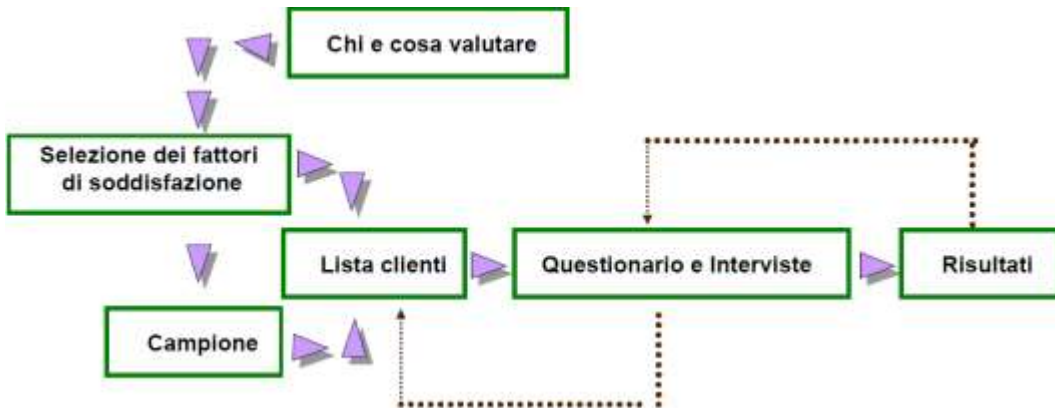 Chi e cosa valutare
Selezione dei fattori
di soddisfazione
Lista clienti
Questionario e Interviste
Risultati
Campione